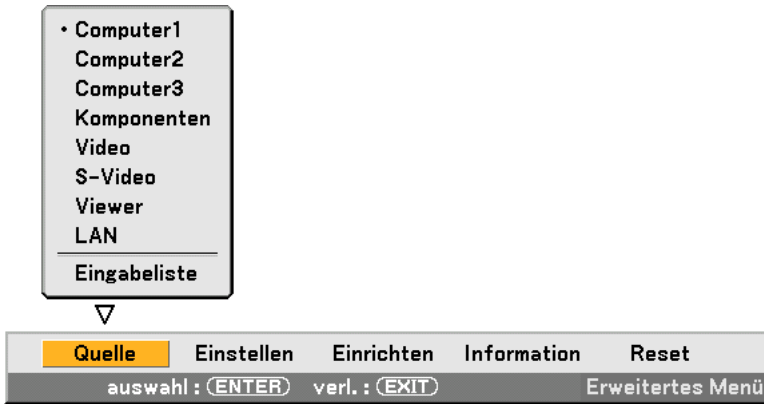 • Computer1
Computer2
Computer3
Komponenten
Video
S-Video
Viewer
LAN
Eingabeliste
Quelle Einstellen Einrichten Information Reset
auswahl : ENTER verl. : EXIT Erweitertes Menü